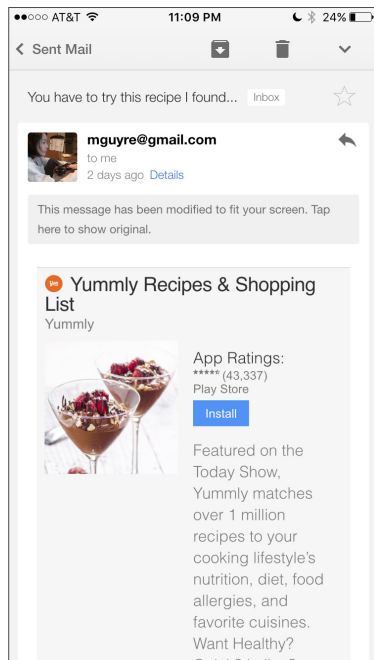 AT&T 11:09 PM 24%
Sent Mail
You have to try this recipe I found... Inbox
mguyre@gmail.com
to me
2 days ago Details
This message has been modified to fit your screen. Tap
here to show original.
Yummly Recipes & Shopping
List
Yummly
App Ratings:
***** (43,337)
Play Store
Install
Featured on the
Today Show,
Yummly matches
over 1 million
recipes to your
cooking lifestyle's
nutrition, diet, food
allergies, and
favorite cuisines.
Want Healthy?